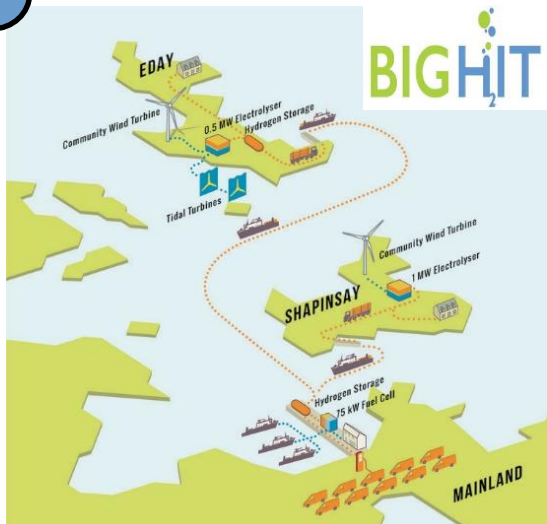 BIGHIT
2
EDAY
Community Wind Turbine
0.5 MW Electrolyser
Hydrogen Storage
Tidal Turbines
Community Wind Turbine
1 MW Electrolyser
SHAPINSAY
Hydrogen Storage
75 kW Fuel Cell
MAINLAND